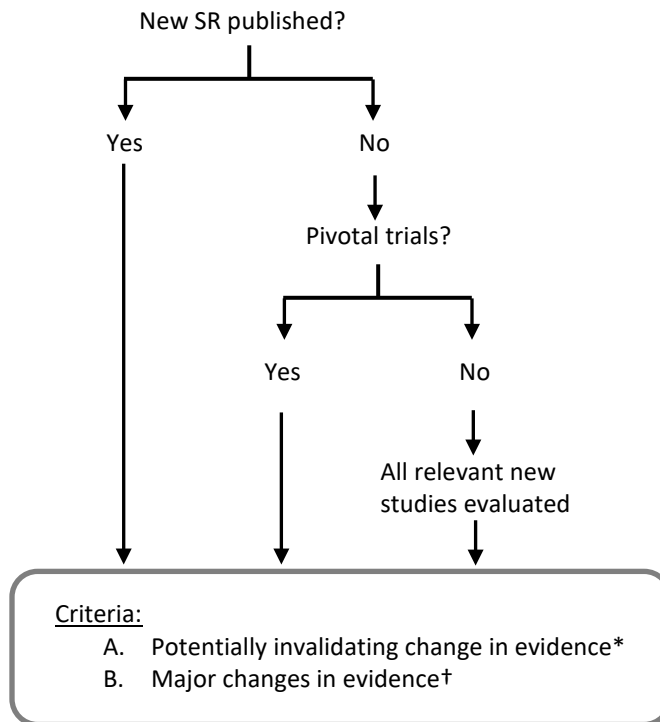 New SR published?
Yes
No
Pivotal trials?
Yes
No
All relevant new
studies evaluated
Criteria:
A. Potentially invalidating change in evidence*
B. Major changes in evidence†